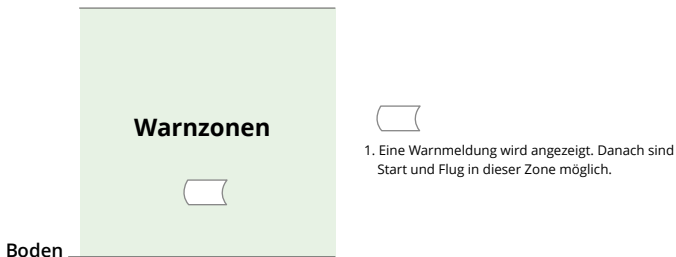 Warnzonen
1. Eine Warnmeldung wird angezeigt. Danach sind
Start und Flug in dieser Zone möglich.
Boden